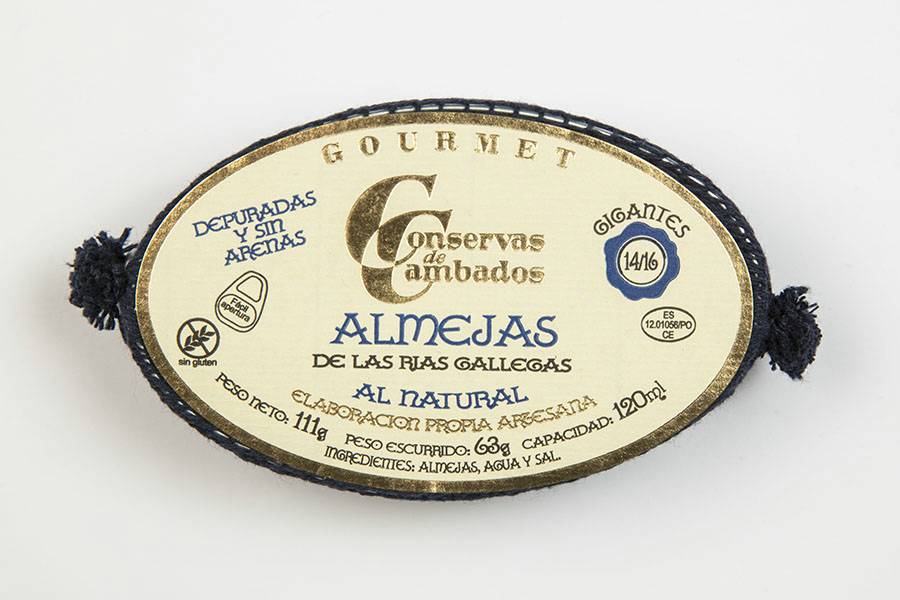 GOURMET
Conservas
de
Cambados
DEPURADAS
Y SIN
ARENAS
GIGANTES
14/16
Fácil
apertura
sin gluten
ES
12.01056/PO
CE
ALMEJAS
DE LAS RIAS GALLEGAS
AL NATURAL
ELABORACION PROPIA ARTESANA
PESO NETO: 111g PESO ESCURRIDO: 63g CAPACIDAD: 120ml
INGREDIENTES: ALMEJAS, AGUA Y SAL.